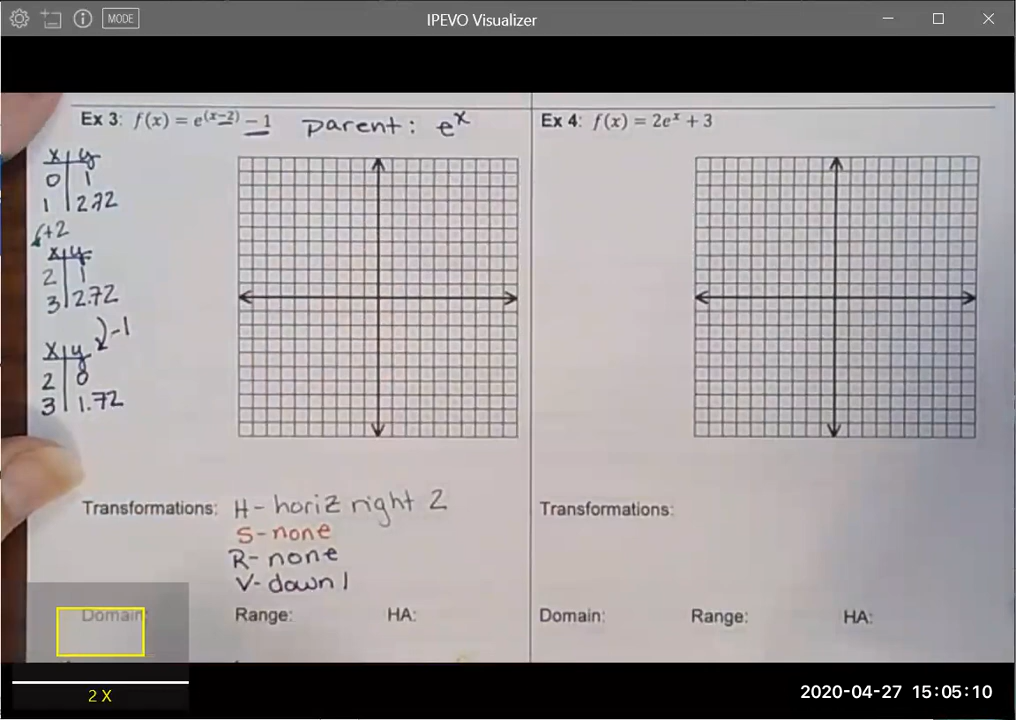 MODE
IPEVO Visualizer
Ex 3: f(x) = e^(x−2) − 1 parent: e^x
Ex 4: f(x) = 2e^x + 3
x | y
0 | 1
1 | 2.72
+2
x | y
2 | 1
3 | 2.72
-1
x | y
2 | 0
3 | 1.72
Transformations: H- horiz right 2
S-none
R- none
V- down 1
Transformations:
Domain: Range: HA:
Domain: Range: HA:
2 X
2020-04-27 15:05:10